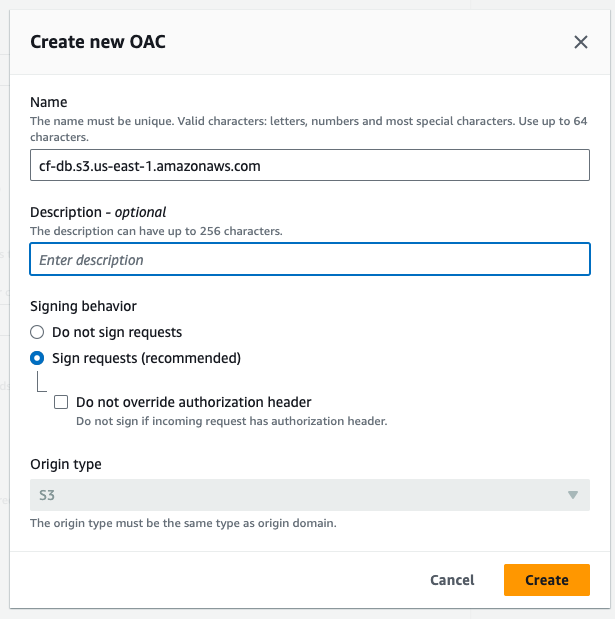 Create new OAC
Name
The name must be unique. Valid characters: letters, numbers and most special characters. Use up to 64
characters.
cf-db.s3.us-east-1.amazonaws.com
Description - optional
The description can have up to 256 characters.
Enter description
Signing behavior
Do not sign requests
Sign requests (recommended)
Do not override authorization header
Do not sign if incoming request has authorization header.
Origin type
S3
The origin type must be the same type as origin domain.
Cancel
Create